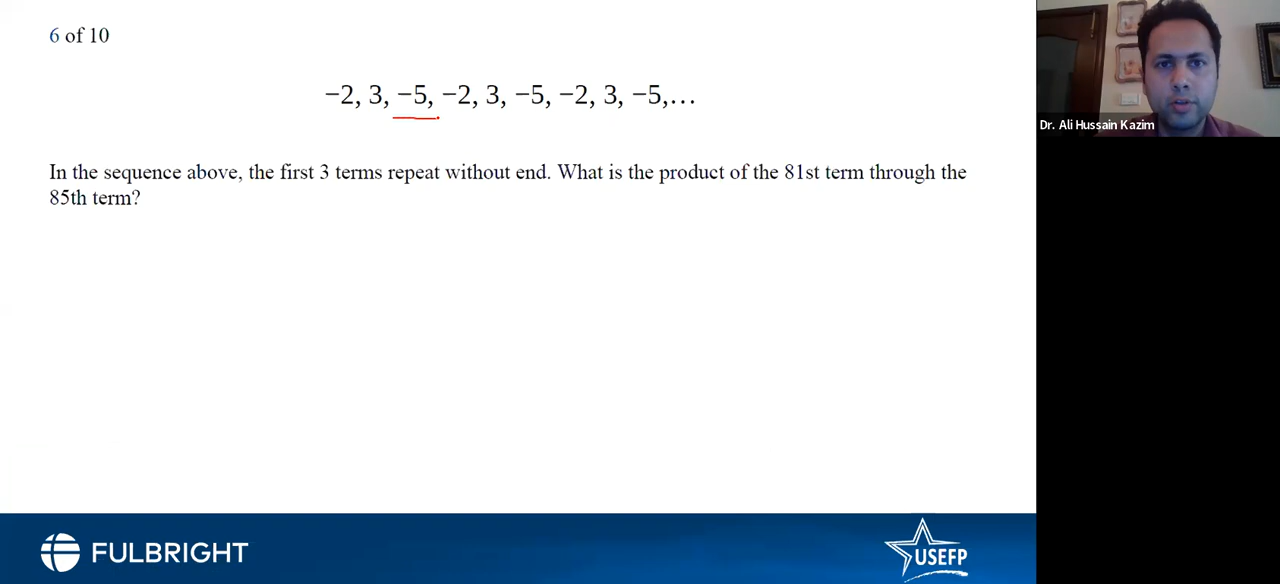 6 of 10
−2, 3, −5, −2, 3, −5, −2, 3, −5,…
Dr. Ali Hussain Kazim
In the sequence above, the first 3 terms repeat without end. What is the product of the 81st term through the
85th term?
FULBRIGHT
USEFP